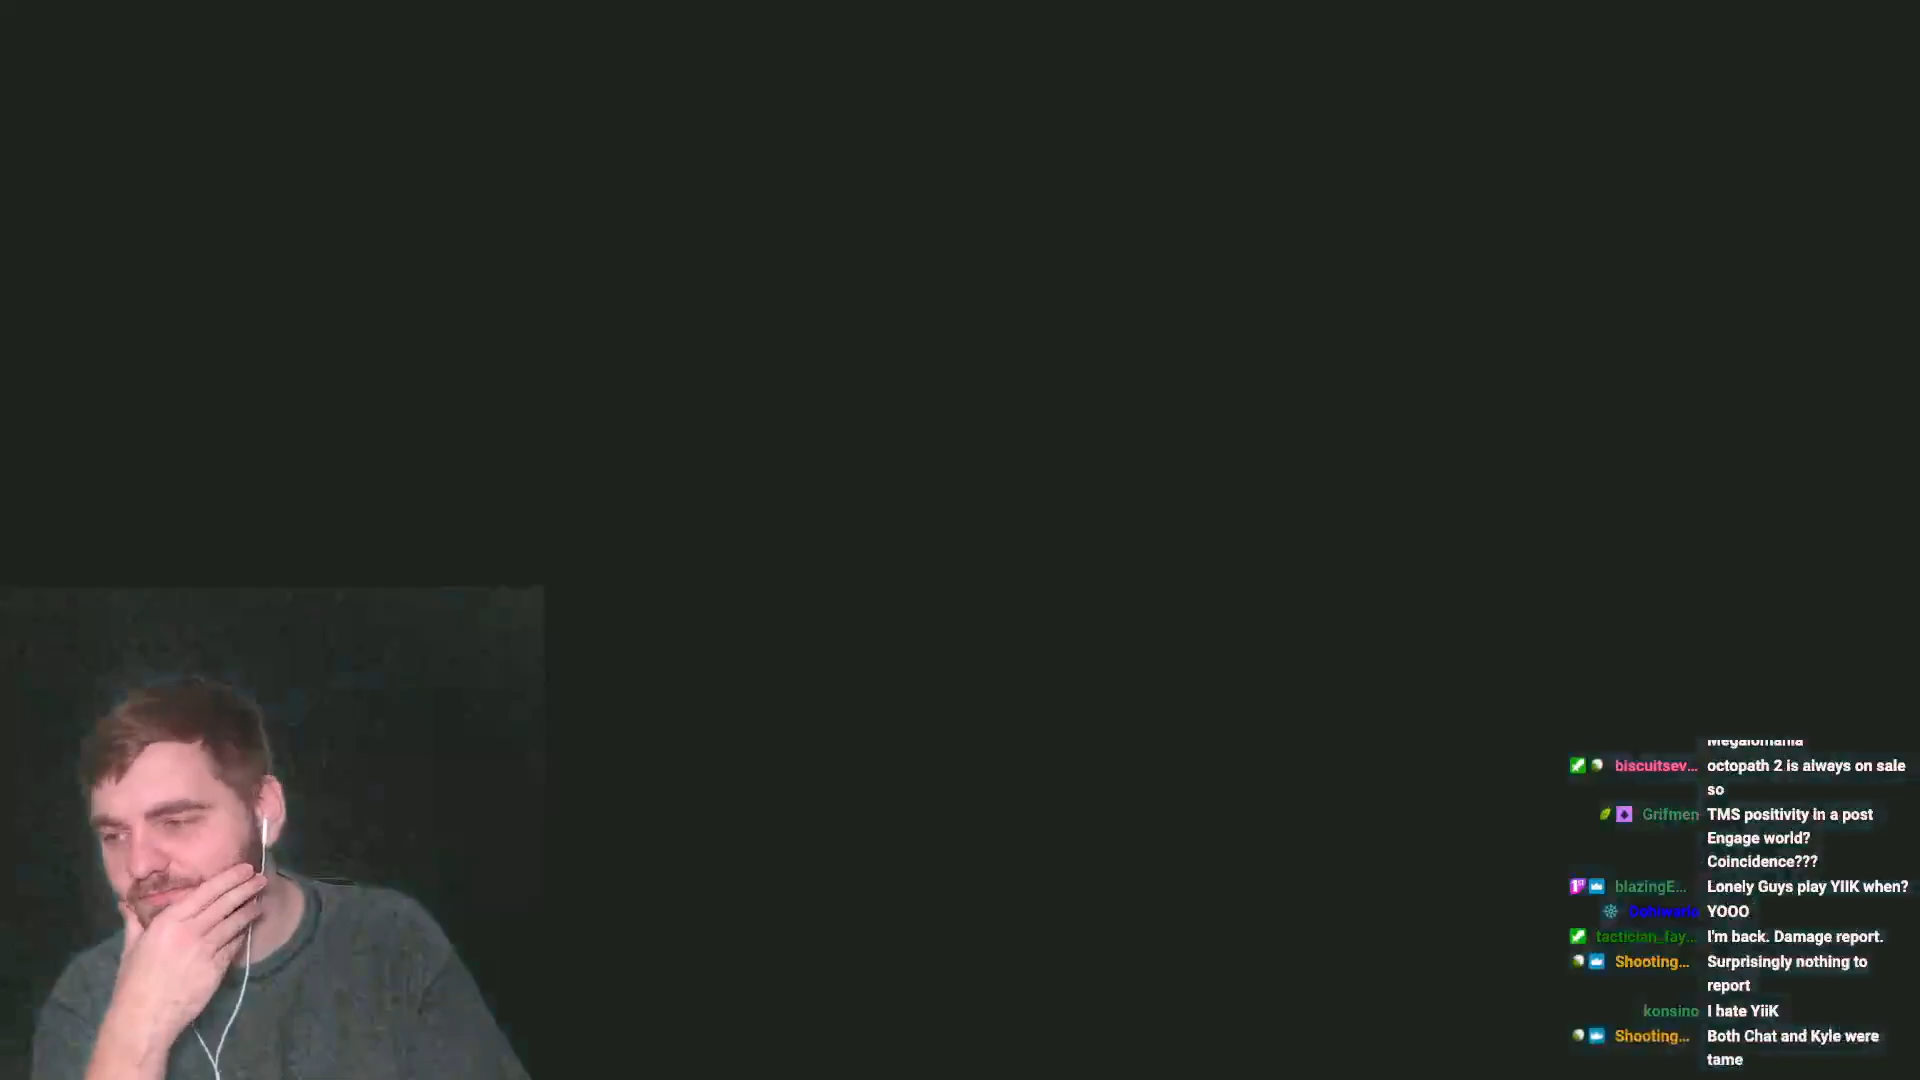 Megalomania
biscuitsev... octopath 2 is always on sale
so
Grifmen TMS positivity in a post
Engage world?
Coincidence???
blazingE... Lonely Guys play YIIK when?
YOOO
tactician_fay... I'm back. Damage report.
Shooting... Surprisingly nothing to
report
konsino I hate YiiK
Shooting... Both Chat and Kyle were
tame